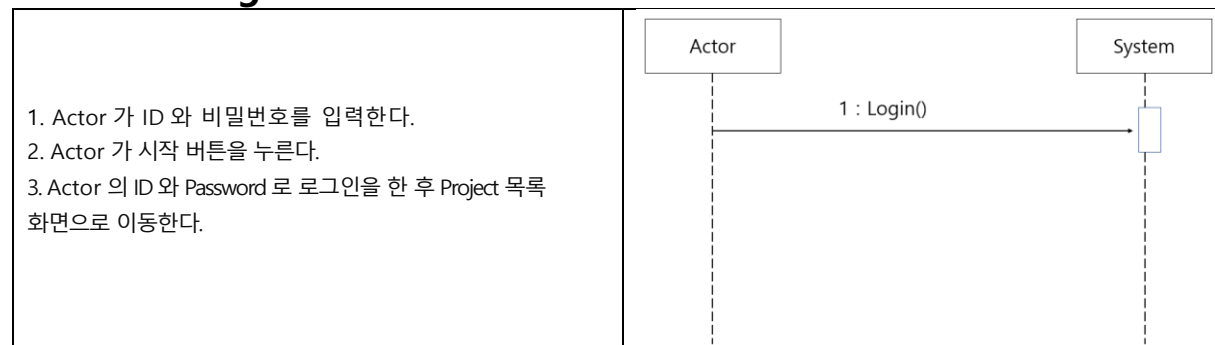 1. Actor 가 ID 와 비밀번호를 입력한다.
2. Actor 가 시작 버튼을 누른다.
3. Actor 의 ID 와 Password 로 로그인을 한 후 Project 목록
화면으로 이동한다.
Actor
System
1 : Login()